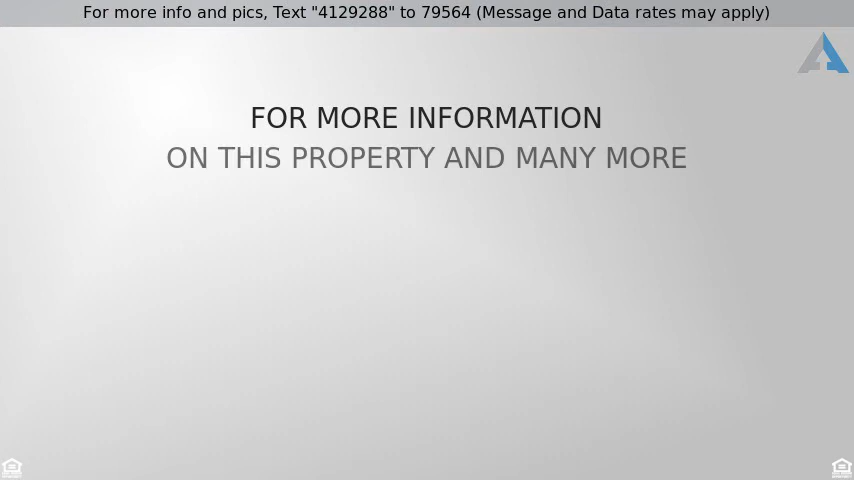 For more info and pics, Text "4129288" to 79564 (Message and Data rates may apply)
FOR MORE INFORMATION
ON THIS PROPERTY AND MANY MORE